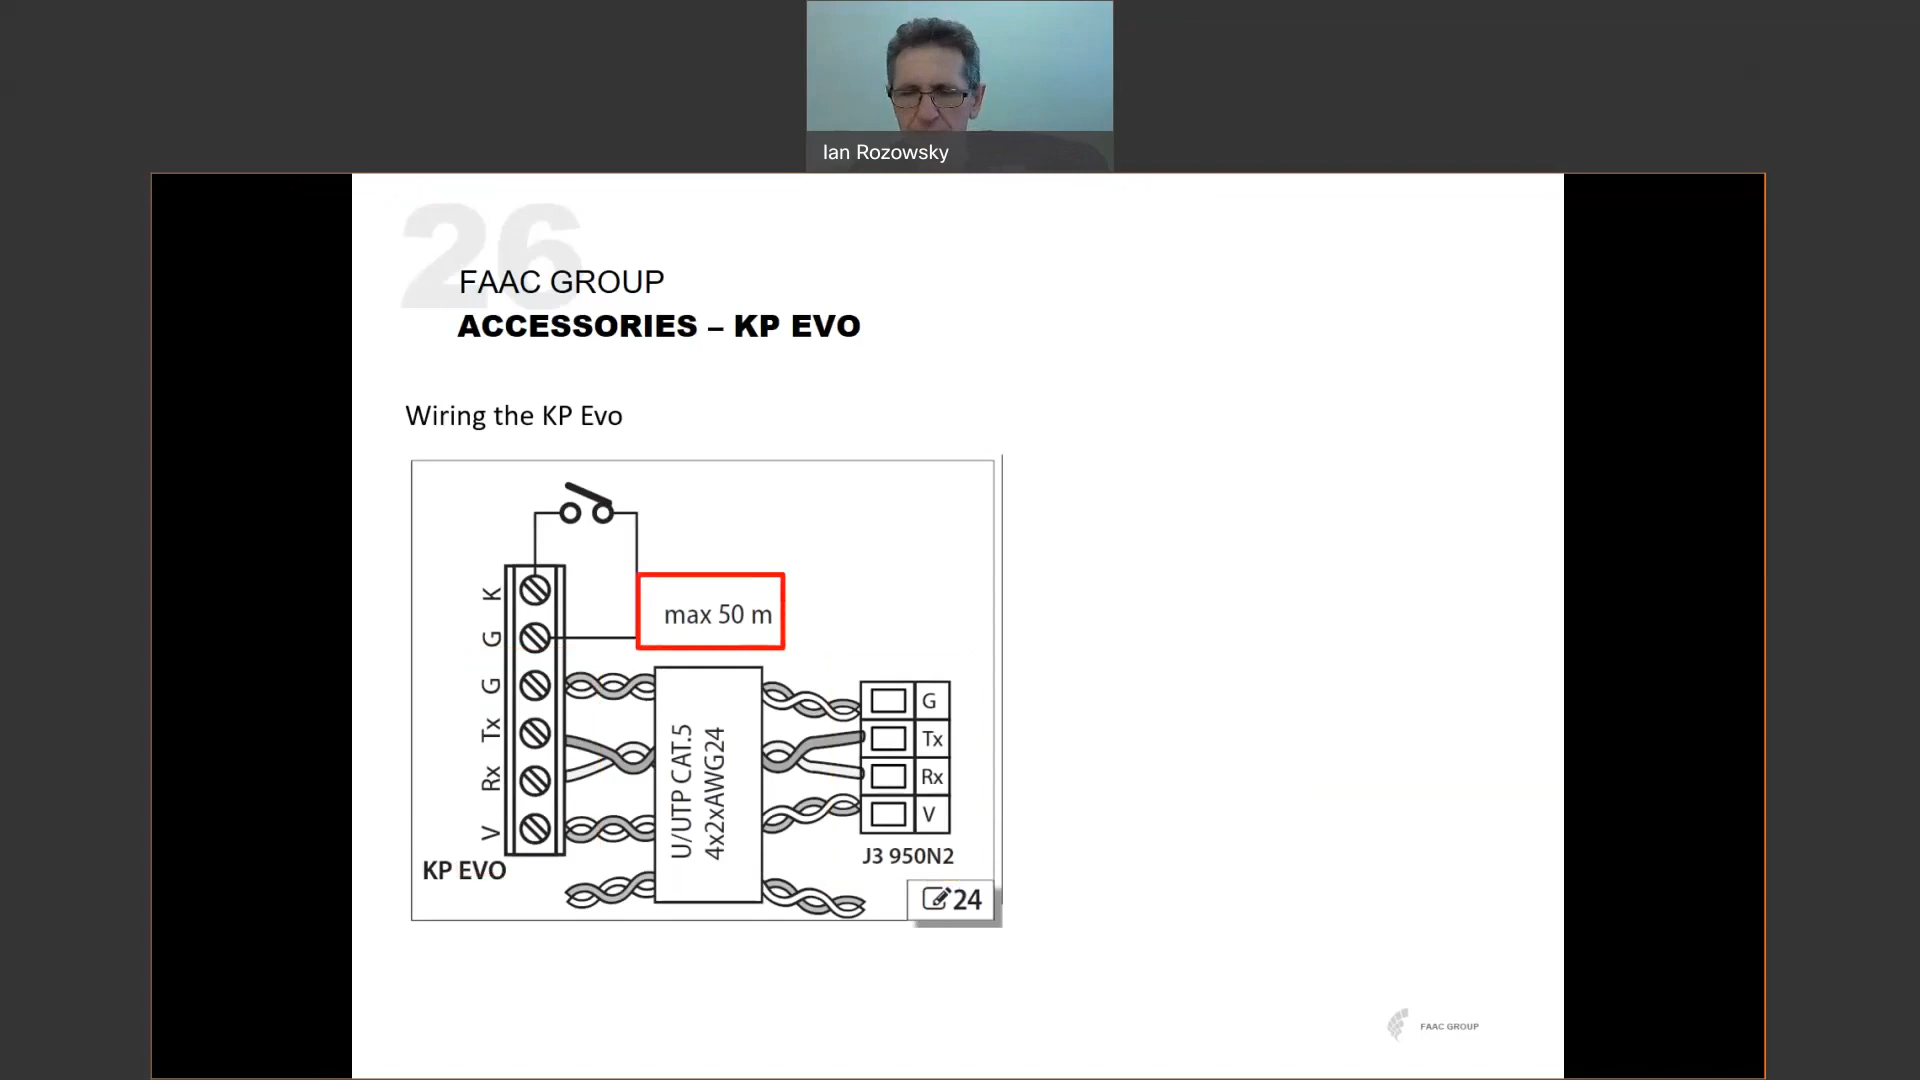 Ian Rozowsky
26
FAAC GROUP
ACCESSORIES – KP EVO
Wiring the KP Evo
K
G
G
Tx
Rx
V
max 50 m
U/UTP CAT.5
4x2xAWG24
G
Tx
Rx
V
KP EVO
J3 950N2
24
FAAC GROUP